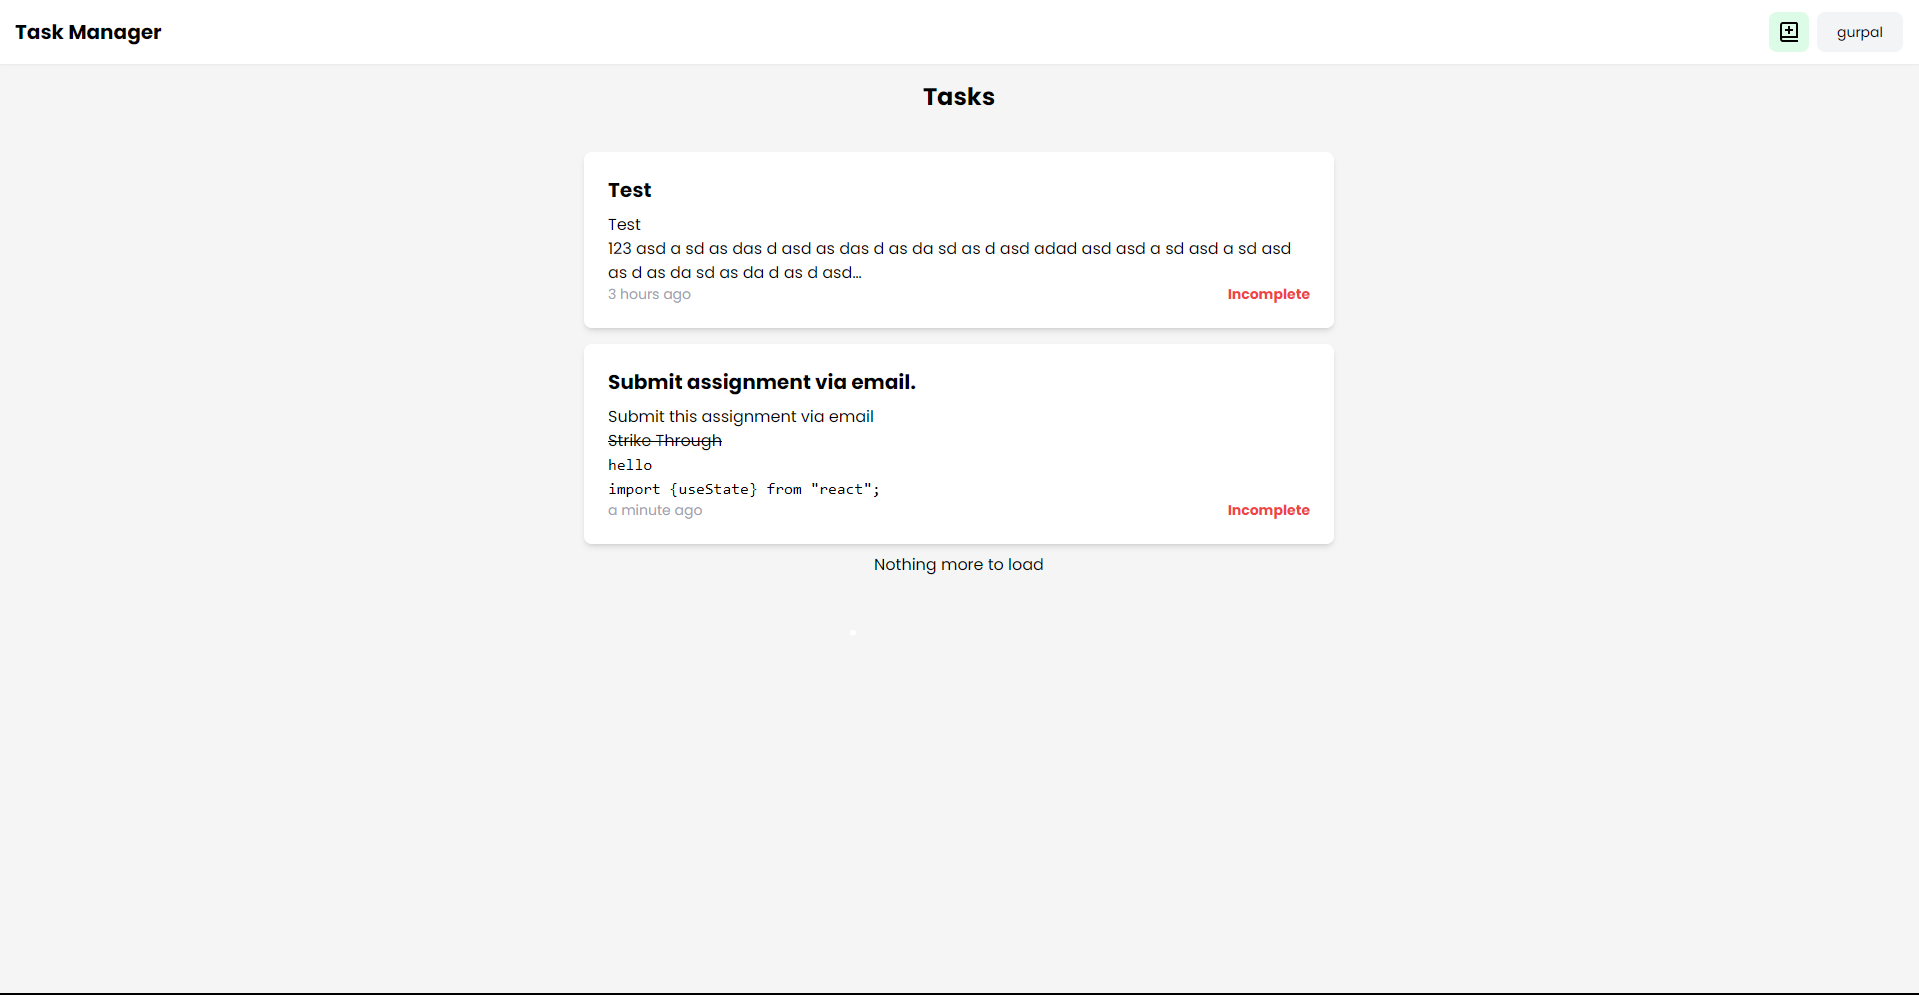 Task Manager
gurpal
Tasks
Test
Test
123 asd a sd as das d asd as das d as da sd as d asd adad asd asd a sd asd a sd asd
as d as da sd as da d as d asd...
3 hours ago
Incomplete
Submit assignment via email.
Submit this assignment via email
Strike Through
hello
import {useState} from "react";
a minute ago
Incomplete
Nothing more to load